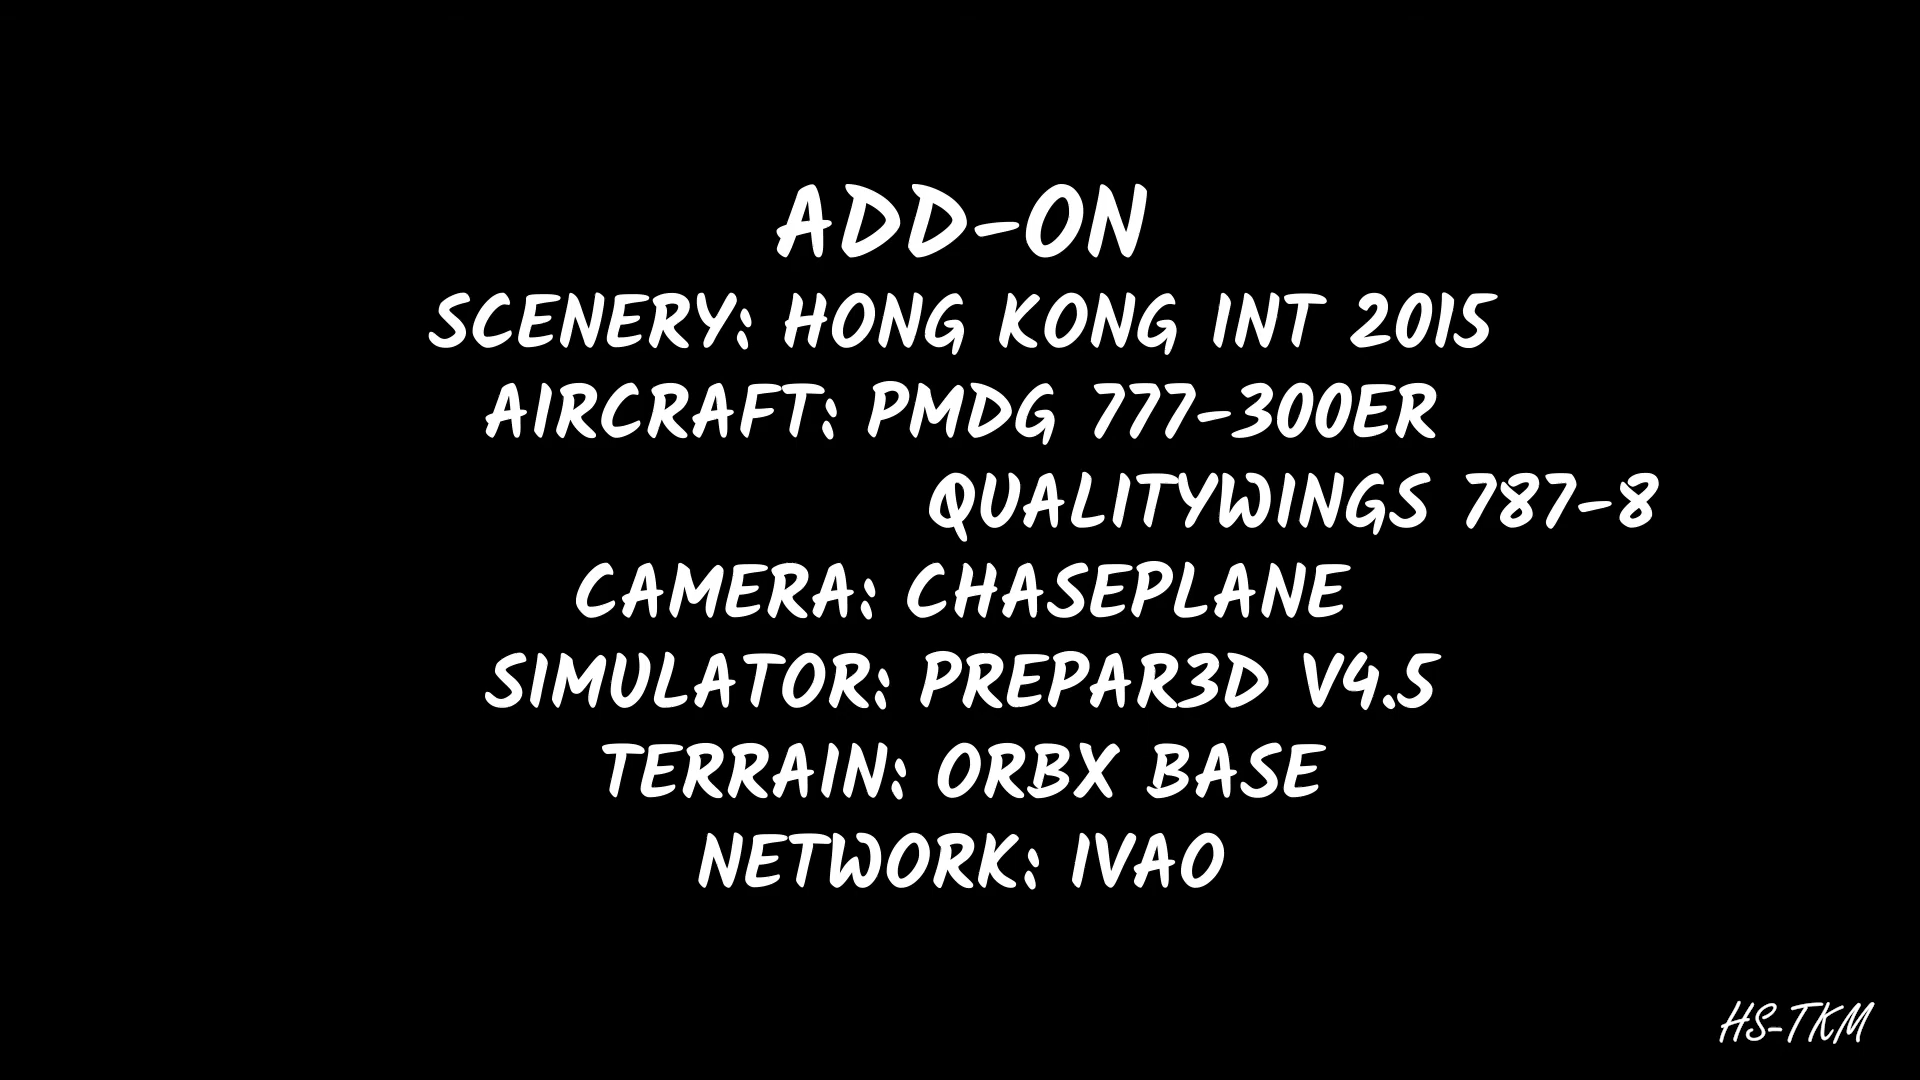 ADD-ON
SCENERY: HONG KONG INT 2015
AIRCRAFT: PMDG 777-300ER
QUALITYWINGS 787-8
CAMERA: CHASEPLANE
SIMULATOR: PREPAR3D V4.5
TERRAIN: ORBX BASE
NETWORK: IVAO
HS-TKM